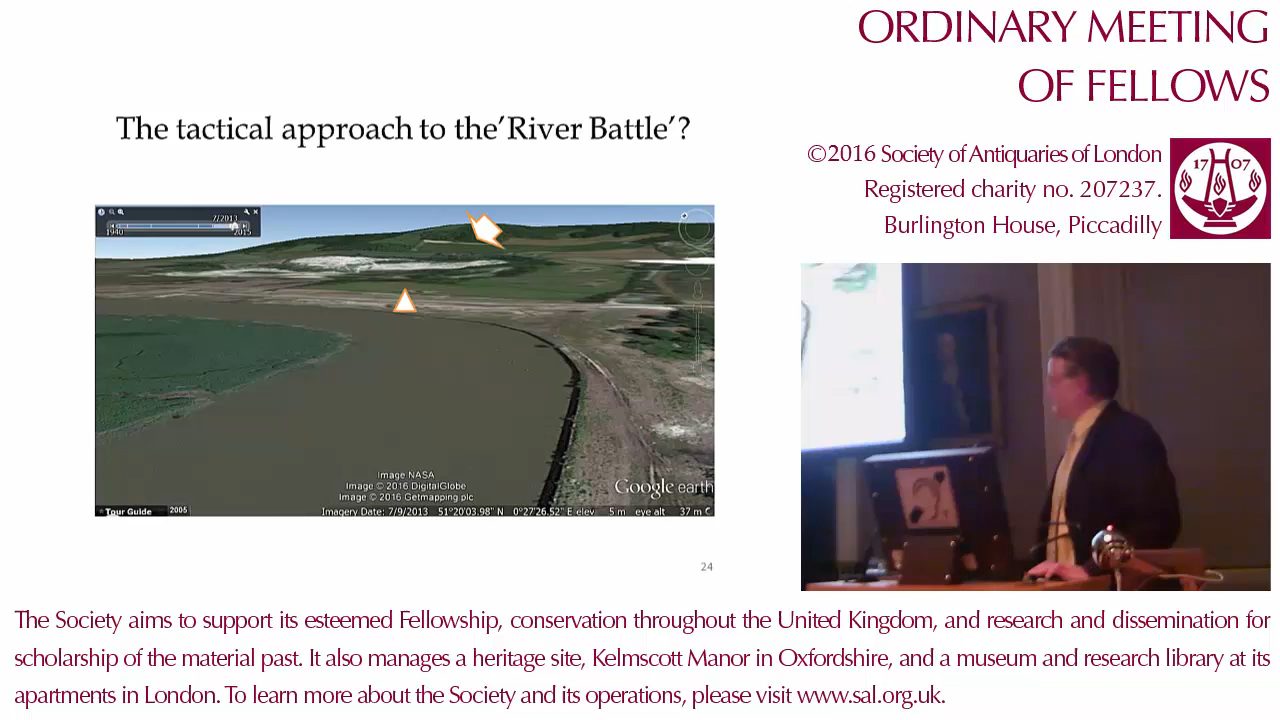 ORDINARY MEETING
OF FELLOWS
The tactical approach to the'River Battle'?
©2016 Society of Antiquaries of London
Registered charity no. 207237.
Burlington House, Piccadilly
17 07
7/2013
1940
2015
Image NASA
Image © 2016 DigitalGlobe
Image © 2016 Getmapping plc
Google earth
Tour Guide
2005
Imagery Date: 7/9/2013 51°20'03.98" N 0°27'26.52" E elev 5 m eye alt 37 m
24
The Society aims to support its esteemed Fellowship, conservation throughout the United Kingdom, and research and dissemination for
scholarship of the material past. It also manages a heritage site, Kelmscott Manor in Oxfordshire, and a museum and research library at its
apartments in London. To learn more about the Society and its operations, please visit www.sal.org.uk.